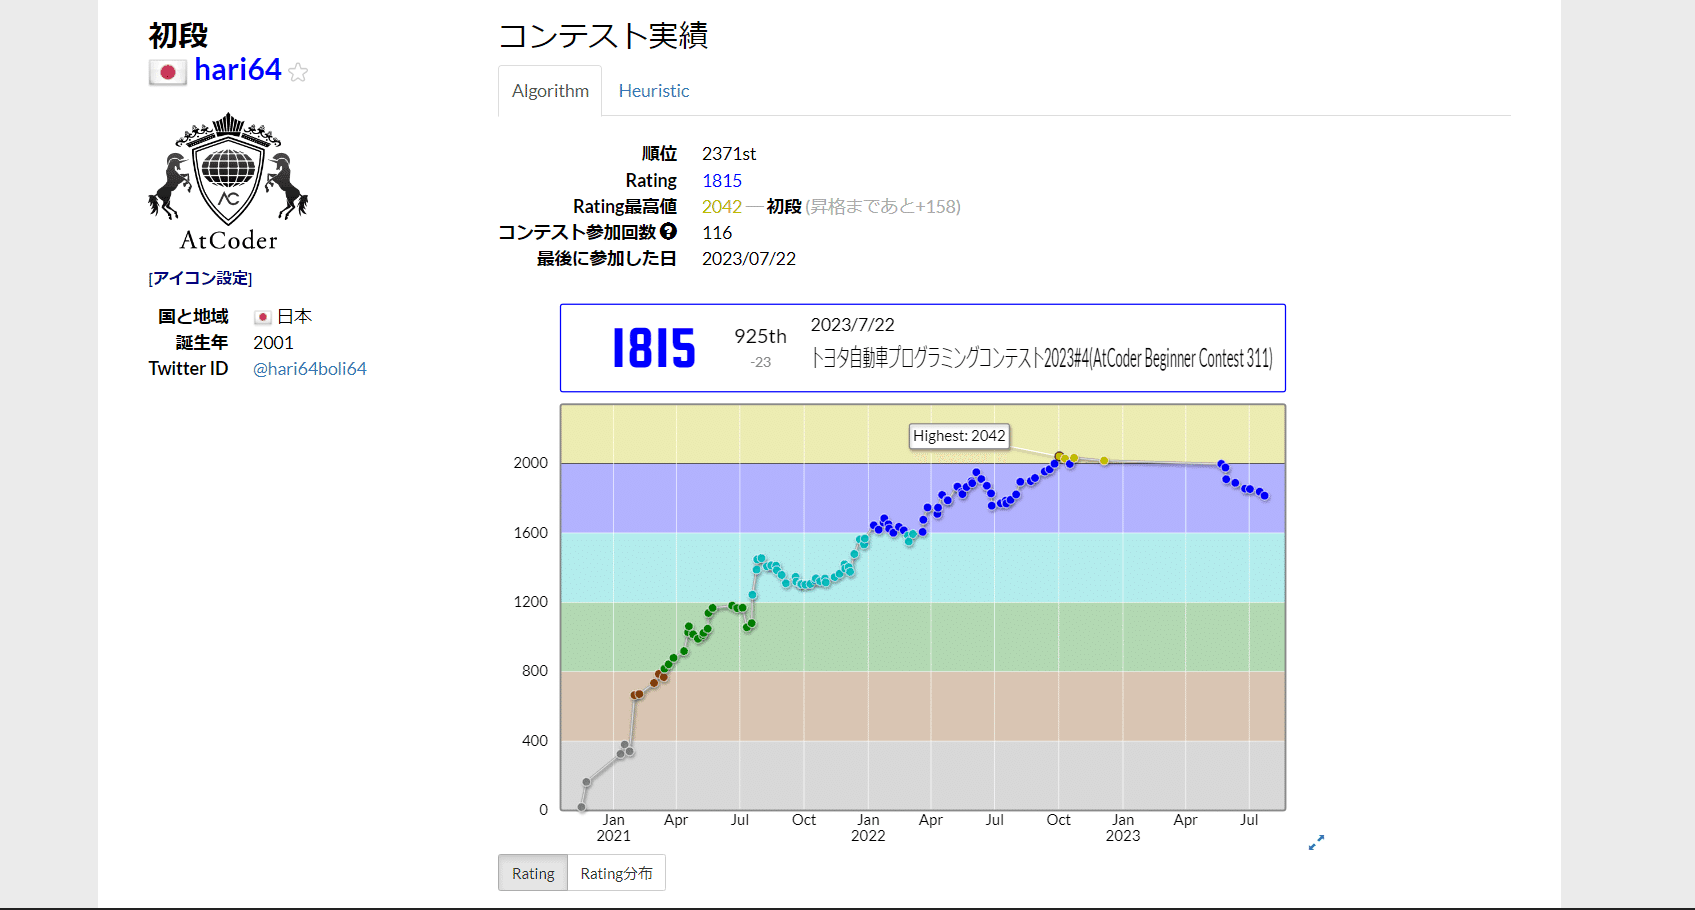 初段
hari64
AC
AtCoder
[アイコン設定]
国と地域 日本
誕生年 2001
Twitter ID @hari64boli64
コンテスト実績
Algorithm Heuristic
順位 2371st
Rating 1815
Rating最高値 2042 ― 初段 (昇格まであと+158)
コンテスト参加回数 ? 116
最後に参加した日 2023/07/22
1815 925th -23
2023/7/22
トヨタ自動車プログラミングコンテスト2023#4(AtCoder Beginner Contest 311)
Highest: 2042
2000
1600
1200
800
400
0
Jan Apr Jul Oct Jan Apr Jul Oct Jan Apr Jul
2021 2022 2023
Rating Rating分布